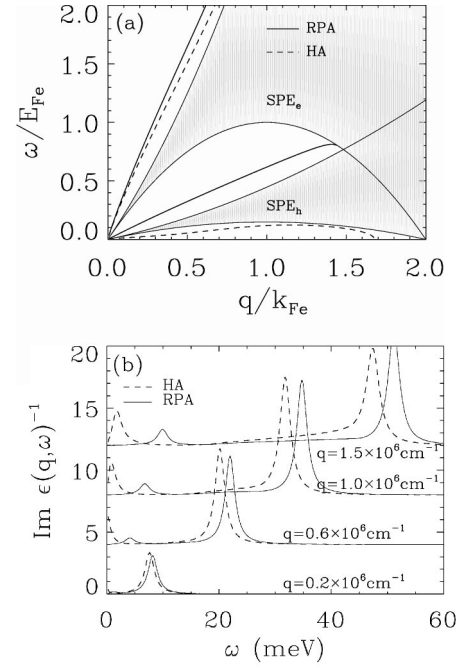 (a)
RPA
HA
SPE_e
SPE_h
ω/E_Fe
2.0
1.5
1.0
0.5
0.0
0.0 0.5 1.0 1.5 2.0
q/k_Fe
(b)
HA
RPA
Im ϵ(q,ω)^-1
20
15
10
5
0
q=1.5×10^6cm^-1
q=1.0×10^6cm^-1
q=0.6×10^6cm^-1
q=0.2×10^6cm^-1
0 20 40 60
ω (meV)